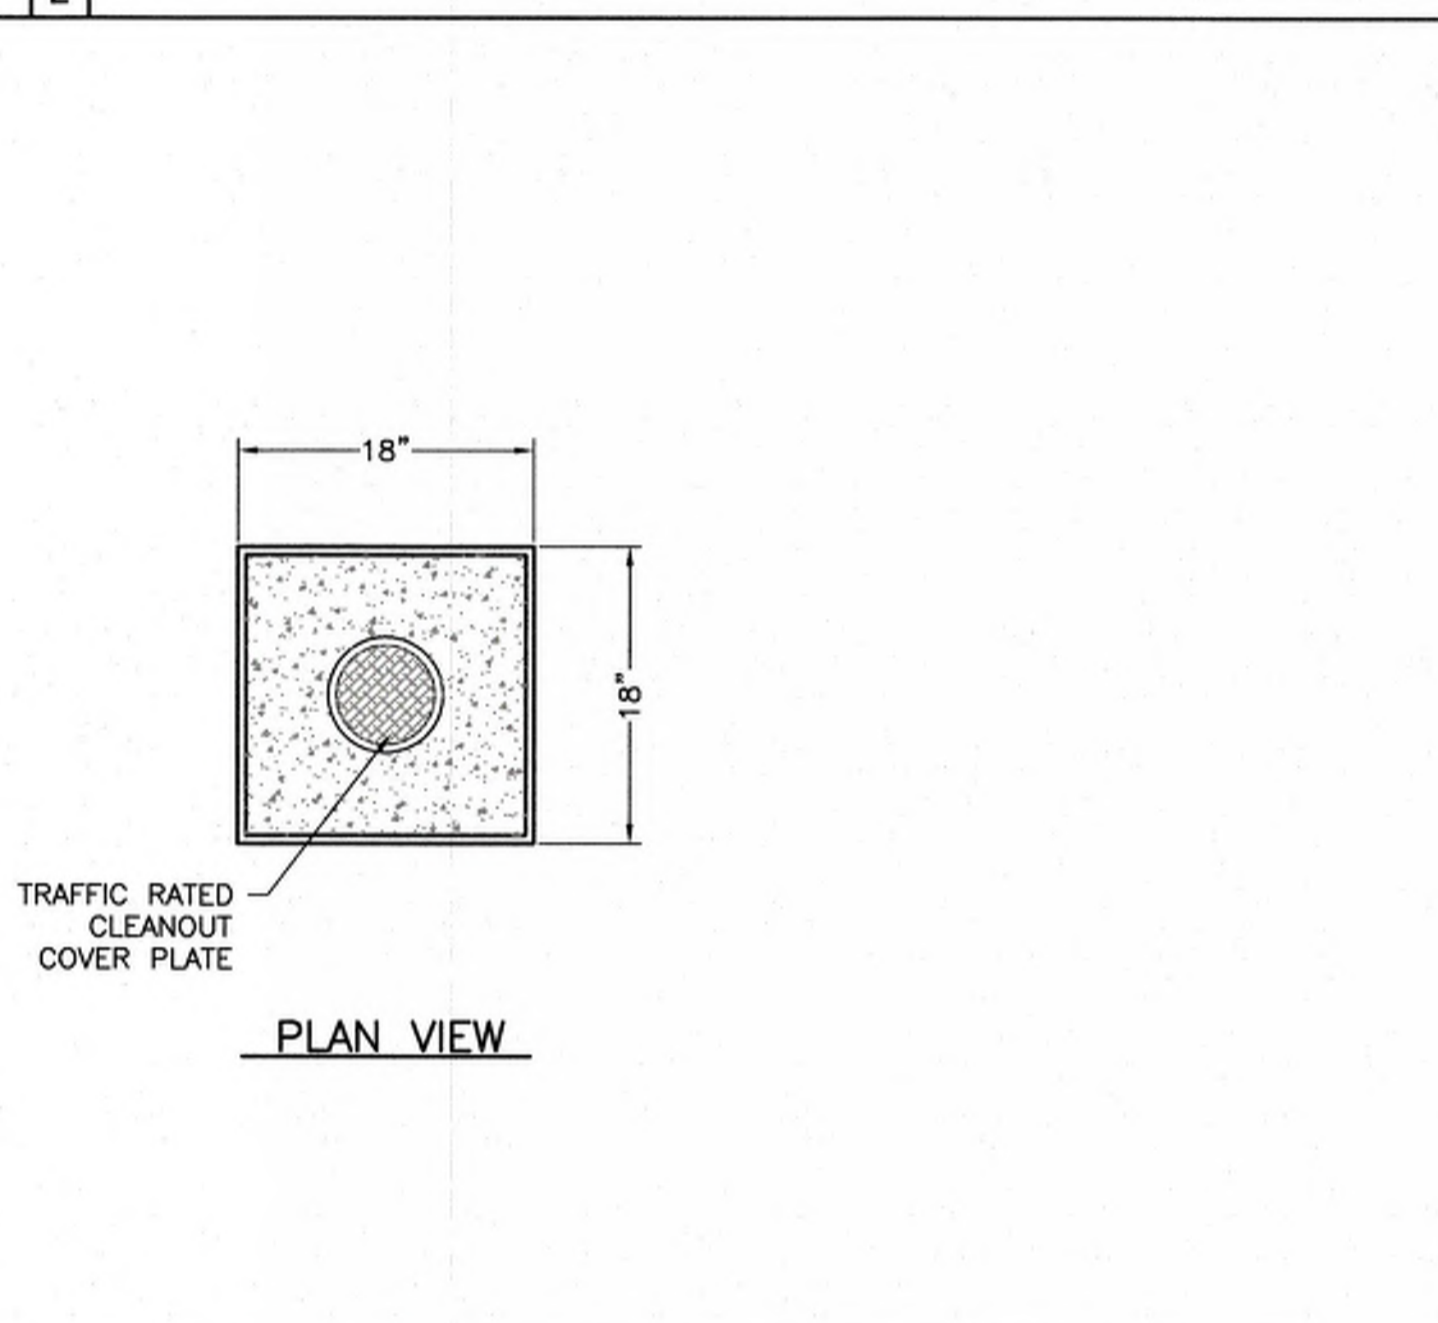 18"
18"
TRAFFIC RATED
CLEANOUT
COVER PLATE
PLAN VIEW